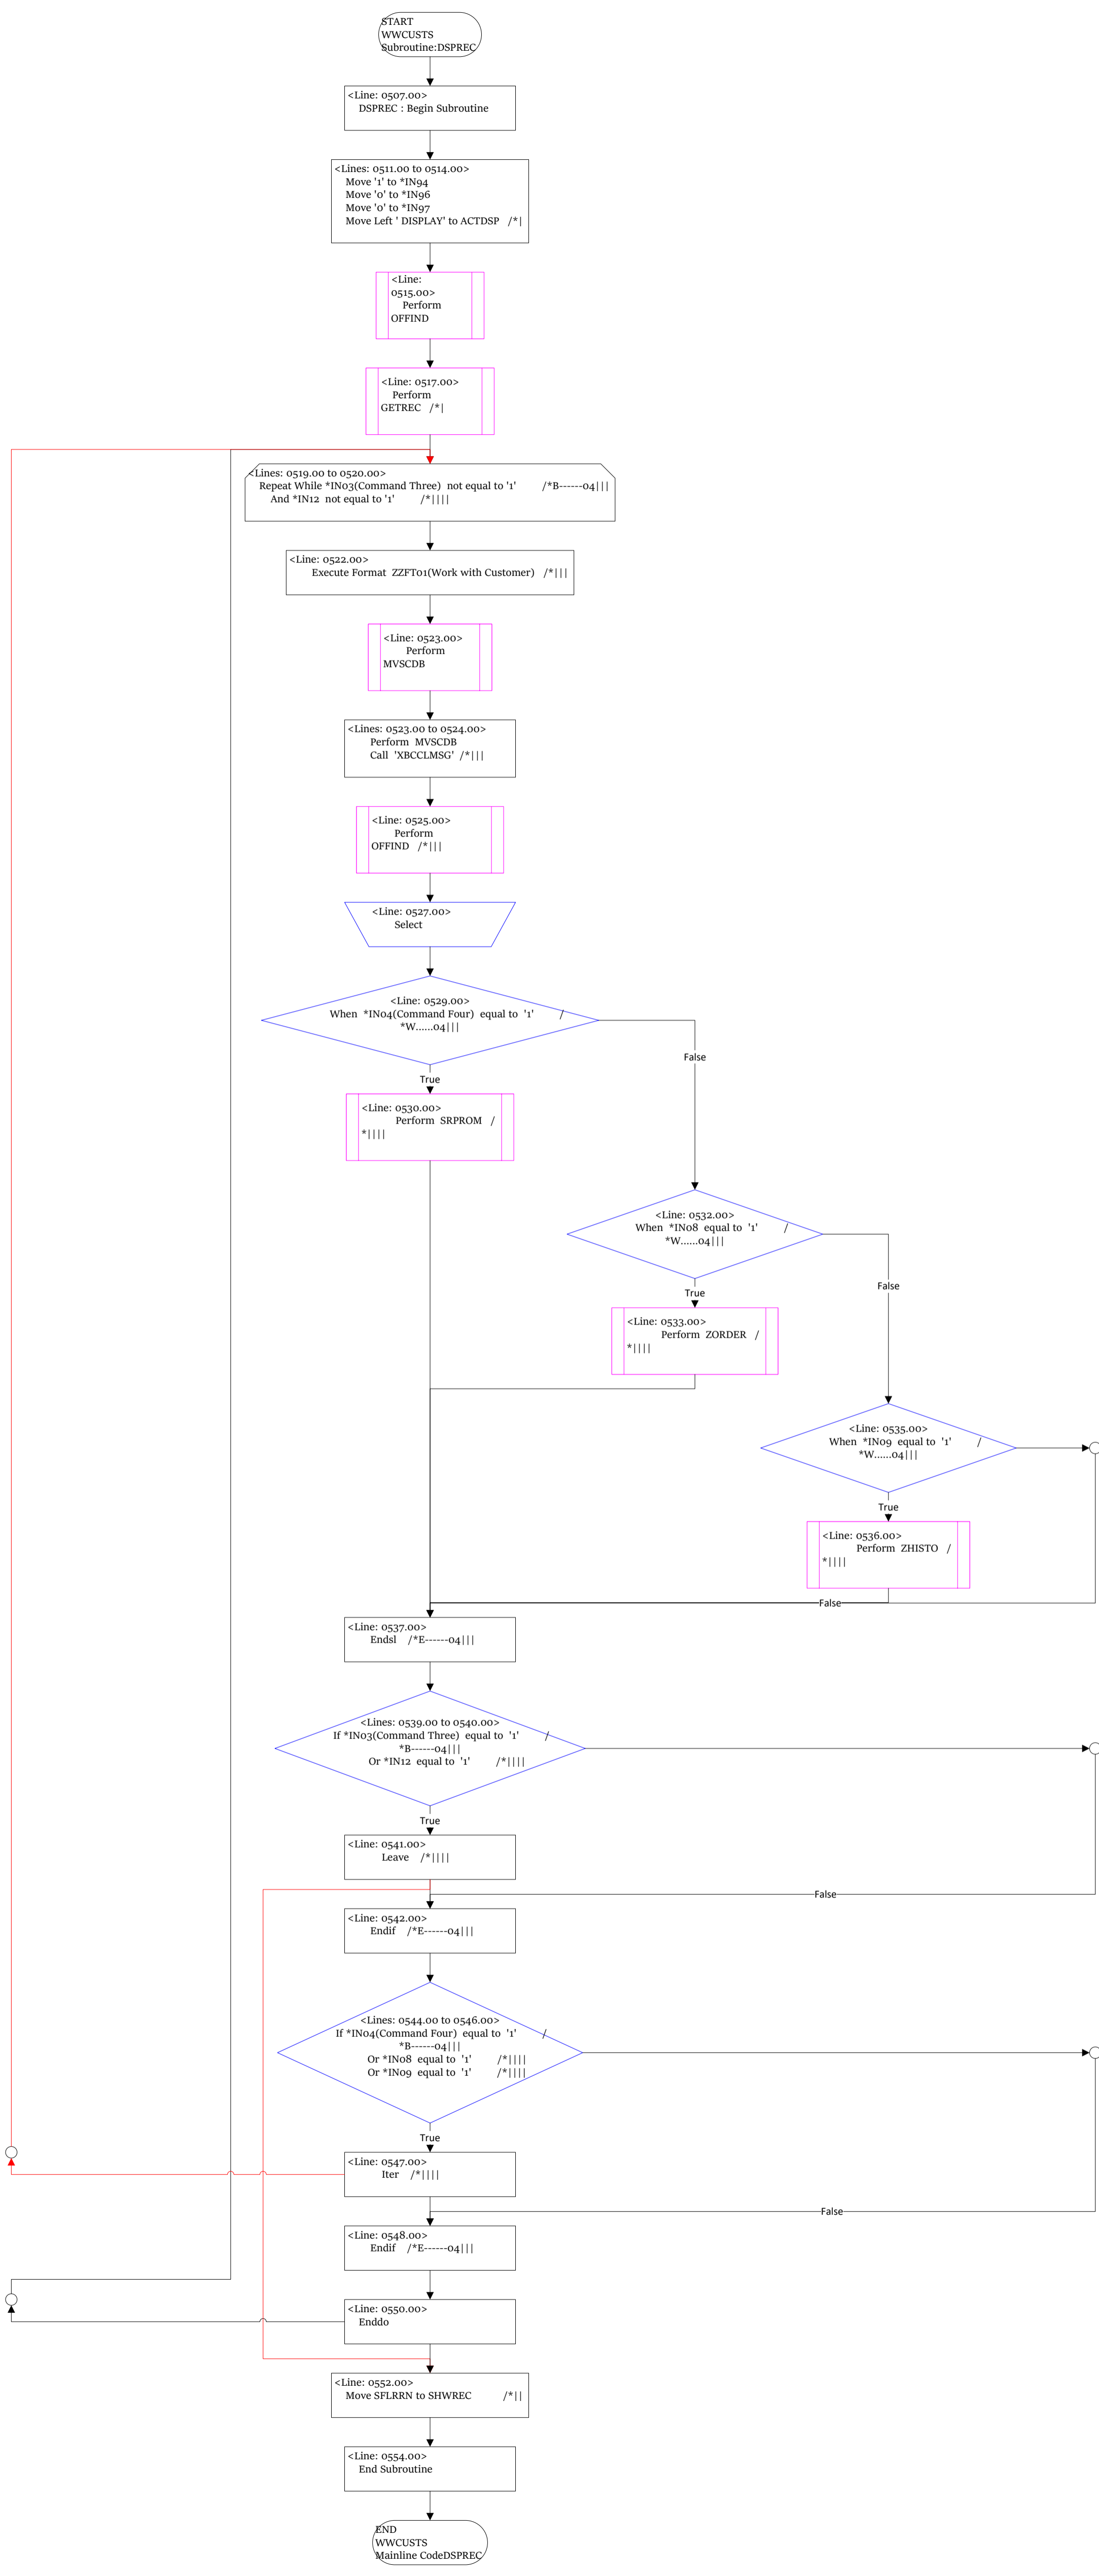 START
WWCUSTS
Subroutine:DSPREC
<Line: 0507.00>
DSPREC : Begin Subroutine
<Lines: 0511.00 to 0514.00>
Move '1' to *IN94
Move '0' to *IN96
Move '0' to *IN97
Move Left ' DISPLAY' to ACTDSP /*|
<Line:
0515.00>
Perform
OFFIND
<Line: 0517.00>
Perform
GETREC /*|
<Lines: 0519.00 to 0520.00>
Repeat While *IN03(Command Three) not equal to '1' /*B------04|||
And *IN12 not equal to '1' /*||||
<Line: 0522.00>
Execute Format ZZFT01(Work with Customer) /*|||
<Line: 0523.00>
Perform
MVSCDB
<Lines: 0523.00 to 0524.00>
Perform MVSCDB
Call 'XBCCLMSG' /*|||
<Line: 0525.00>
Perform
OFFIND /*|||
<Line: 0527.00>
Select
<Line: 0529.00>
When *IN04(Command Four) equal to '1' /
*W......04|||
False
True
<Line: 0530.00>
Perform SRPROM /
*||||
<Line: 0532.00>
When *IN08 equal to '1' /
*W......04|||
False
True
<Line: 0533.00>
Perform ZORDER /
*||||
<Line: 0535.00>
When *IN09 equal to '1' /
*W......04|||
True
<Line: 0536.00>
Perform ZHISTO /
*||||
False
<Line: 0537.00>
Endsl /*E------04|||
<Lines: 0539.00 to 0540.00>
If *IN03(Command Three) equal to '1' /
*B------04|||
Or *IN12 equal to '1' /*||||
True
<Line: 0541.00>
Leave /*||||
False
<Line: 0542.00>
Endif /*E------04|||
<Lines: 0544.00 to 0546.00>
If *IN04(Command Four) equal to '1' /
*B------04|||
Or *IN08 equal to '1' /*||||
Or *IN09 equal to '1' /*||||
True
<Line: 0547.00>
Iter /*||||
False
<Line: 0548.00>
Endif /*E------04|||
<Line: 0550.00>
Enddo
<Line: 0552.00>
Move SFLRRN to SHWREC /*||
<Line: 0554.00>
End Subroutine
END
WWCUSTS
Mainline CodeDSPREC